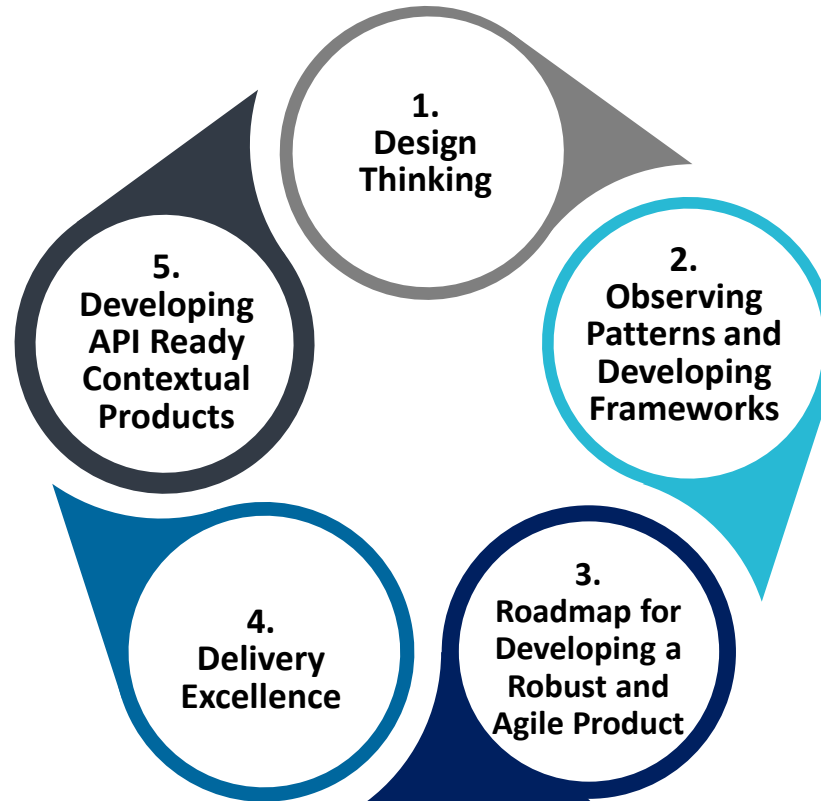 1.
Design
Thinking
2.
Observing
Patterns and
Developing
Frameworks
3.
Roadmap for
Developing a
Robust and
Agile Product
4.
Delivery
Excellence
5.
Developing
API Ready
Contextual
Products